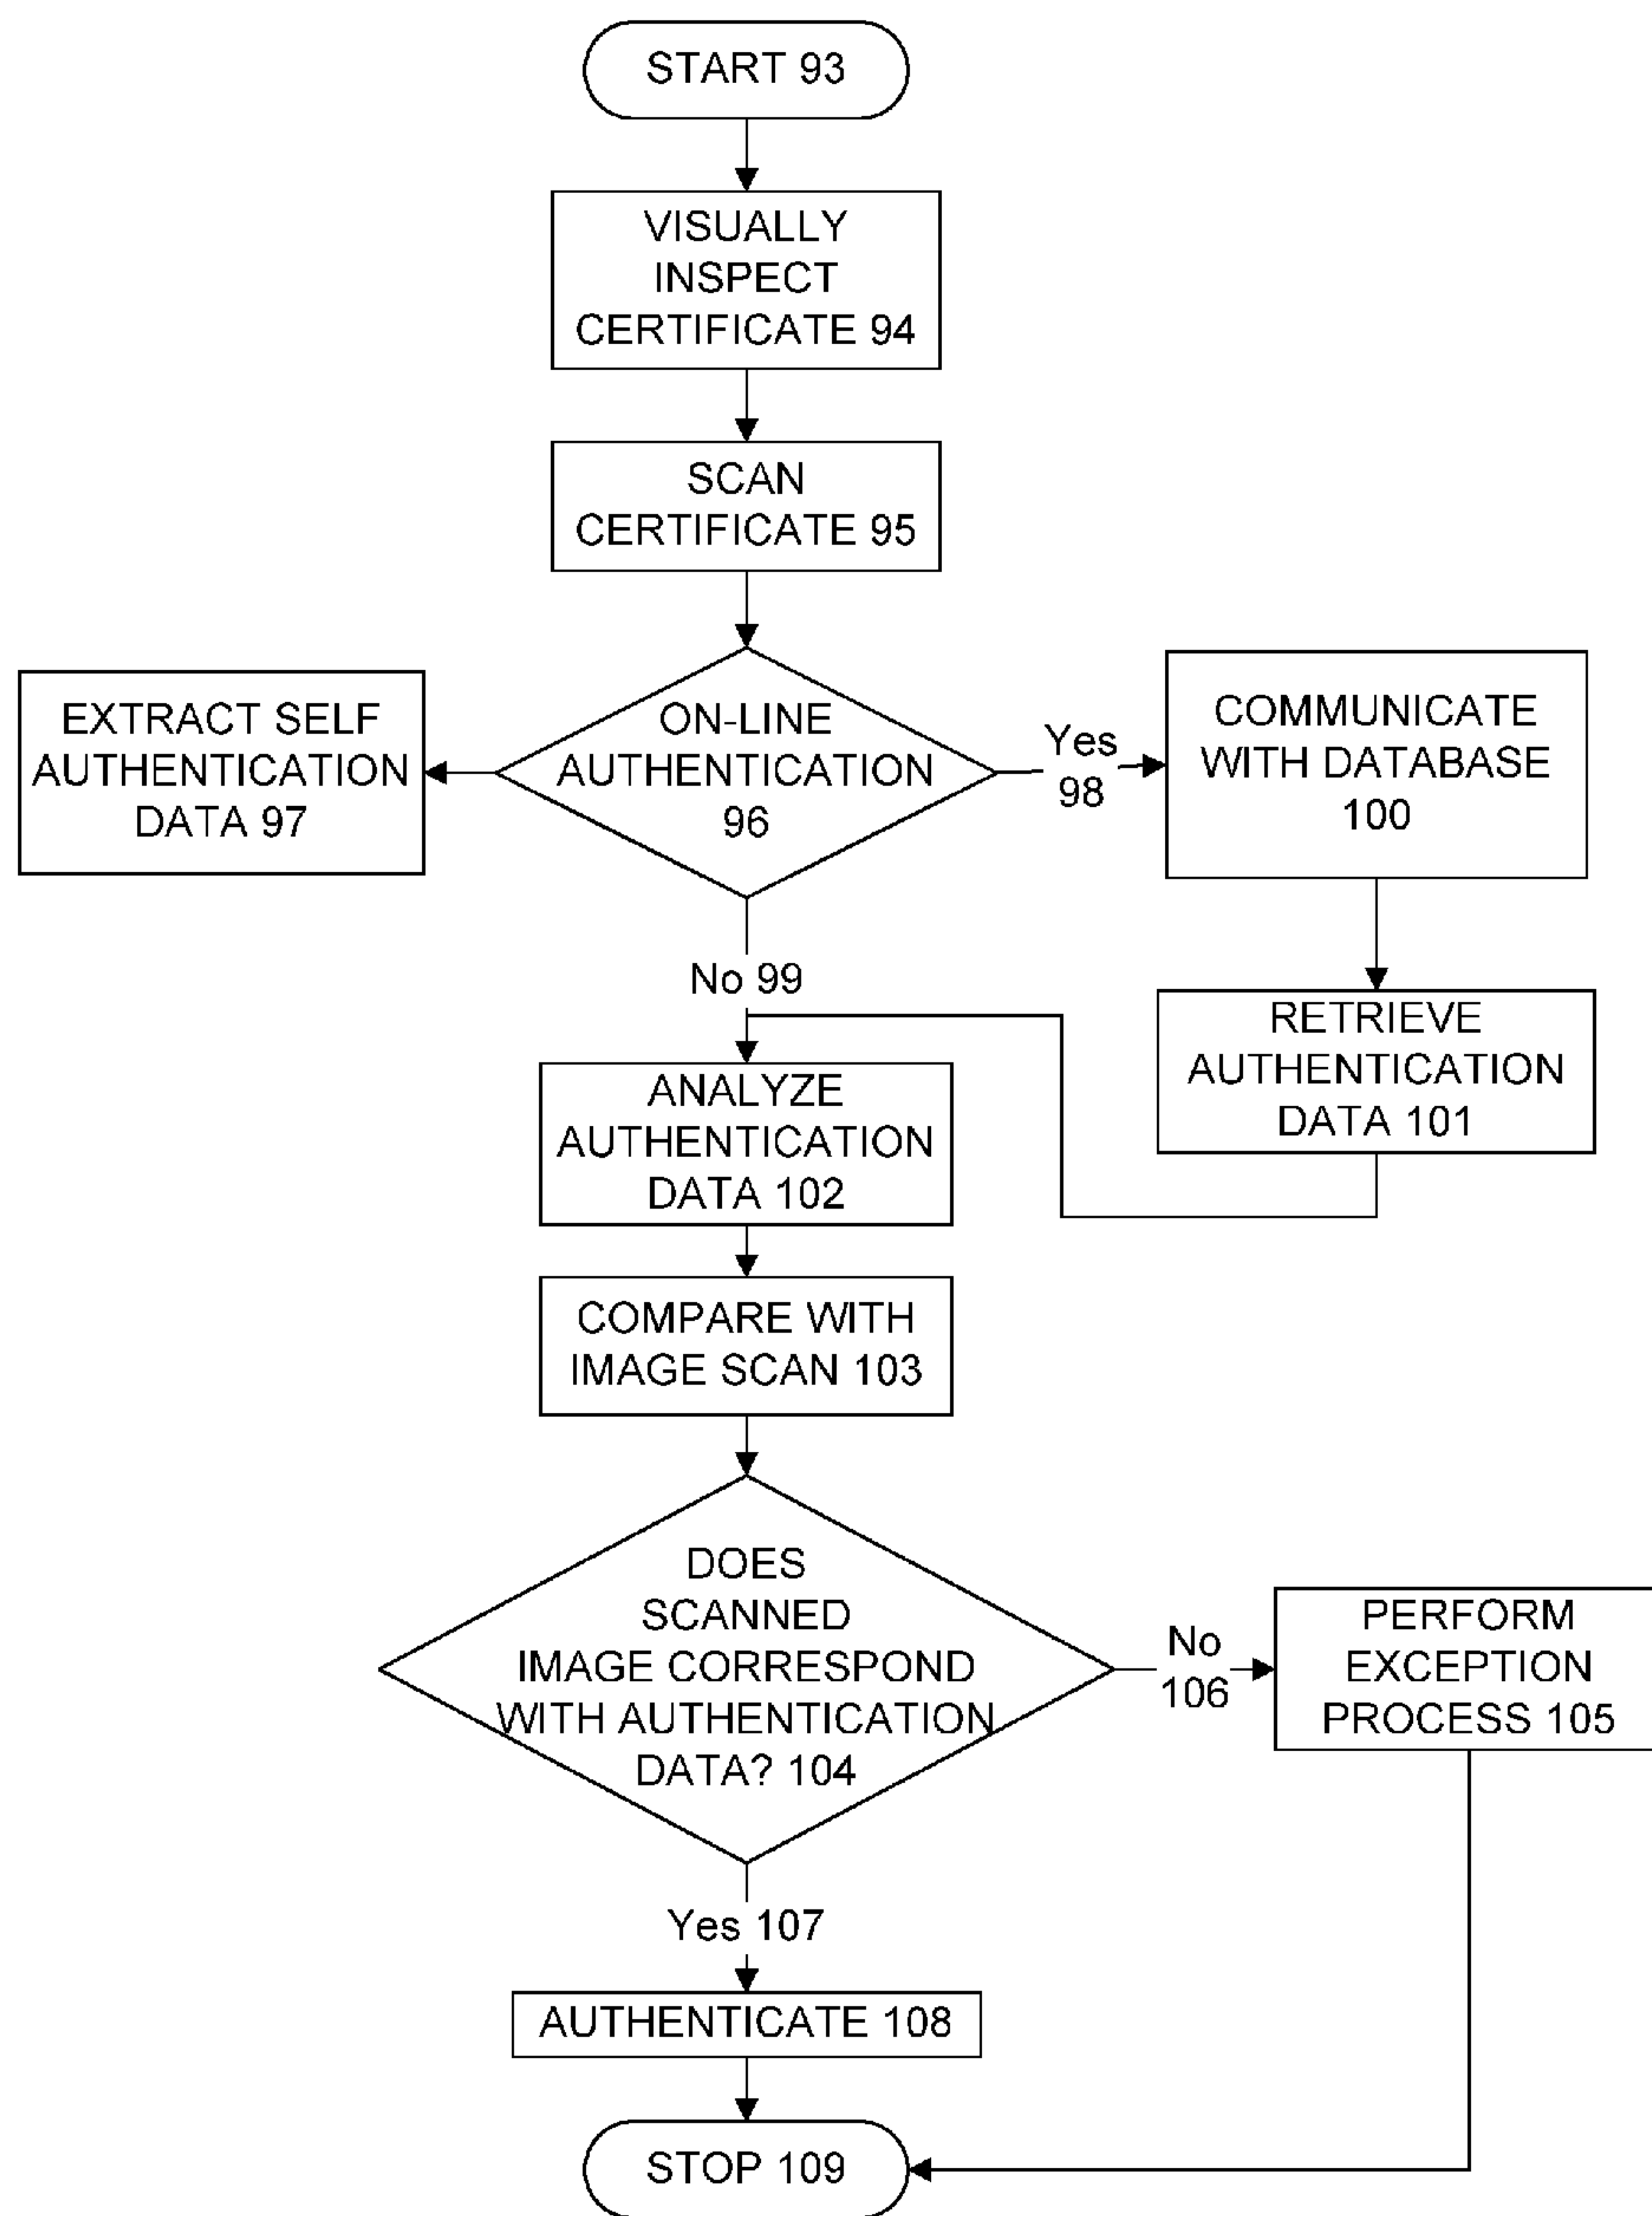 START 93
VISUALLY
INSPECT
CERTIFICATE 94
SCAN
CERTIFICATE 95
ON-LINE
AUTHENTICATION
96
EXTRACT SELF
AUTHENTICATION
DATA 97
Yes
98
COMMUNICATE
WITH DATABASE
100
No 99
RETRIEVE
AUTHENTICATION
DATA 101
ANALYZE
AUTHENTICATION
DATA 102
COMPARE WITH
IMAGE SCAN 103
DOES
SCANNED
IMAGE CORRESPOND
WITH AUTHENTICATION
DATA? 104
No
106
PERFORM
EXCEPTION
PROCESS 105
Yes 107
AUTHENTICATE 108
STOP 109